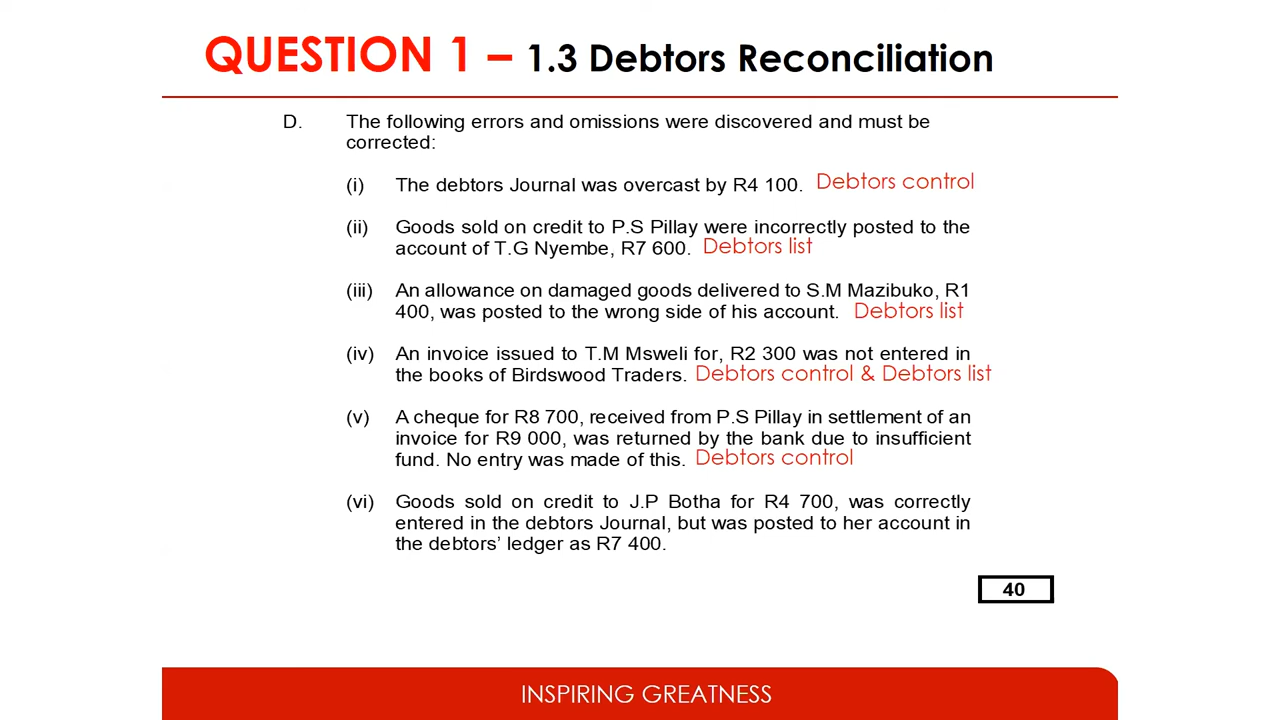 QUESTION 1 – 1.3 Debtors Reconciliation
D. The following errors and omissions were discovered and must be
corrected:
(i) The debtors Journal was overcast by R4 100. Debtors control
(ii) Goods sold on credit to P.S Pillay were incorrectly posted to the
account of T.G Nyembe, R7 600. Debtors list
(iii) An allowance on damaged goods delivered to S.M Mazibuko, R1
400, was posted to the wrong side of his account. Debtors list
(iv) An invoice issued to T.M Msweli for, R2 300 was not entered in
the books of Birdswood Traders. Debtors control & Debtors list
(v) A cheque for R8 700, received from P.S Pillay in settlement of an
invoice for R9 000, was returned by the bank due to insufficient
fund. No entry was made of this. Debtors control
(vi) Goods sold on credit to J.P Botha for R4 700, was correctly
entered in the debtors Journal, but was posted to her account in
the debtors’ ledger as R7 400.
40
INSPIRING GREATNESS